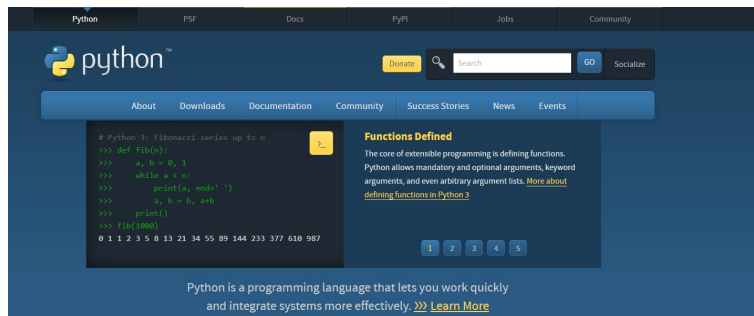 Python PSF Docs PyPI Jobs Community
python™
Donate Search GO Socialize
About Downloads Documentation Community Success Stories News Events
# Python 3: Fibonacci series up to n
>>> def fib(n):
>>>     a, b = 0, 1
>>>     while a < n:
>>>         print(a, end=' ')
>>>         a, b = b, a+b
>>>     print()
>>> fib(1000)
0 1 1 2 3 5 8 13 21 34 55 89 144 233 377 610 987
>_
Functions Defined
The core of extensible programming is defining functions.
Python allows mandatory and optional arguments, keyword
arguments, and even arbitrary argument lists. More about
defining functions in Python 3
1 2 3 4 5
Python is a programming language that lets you work quickly
and integrate systems more effectively. >>> Learn More